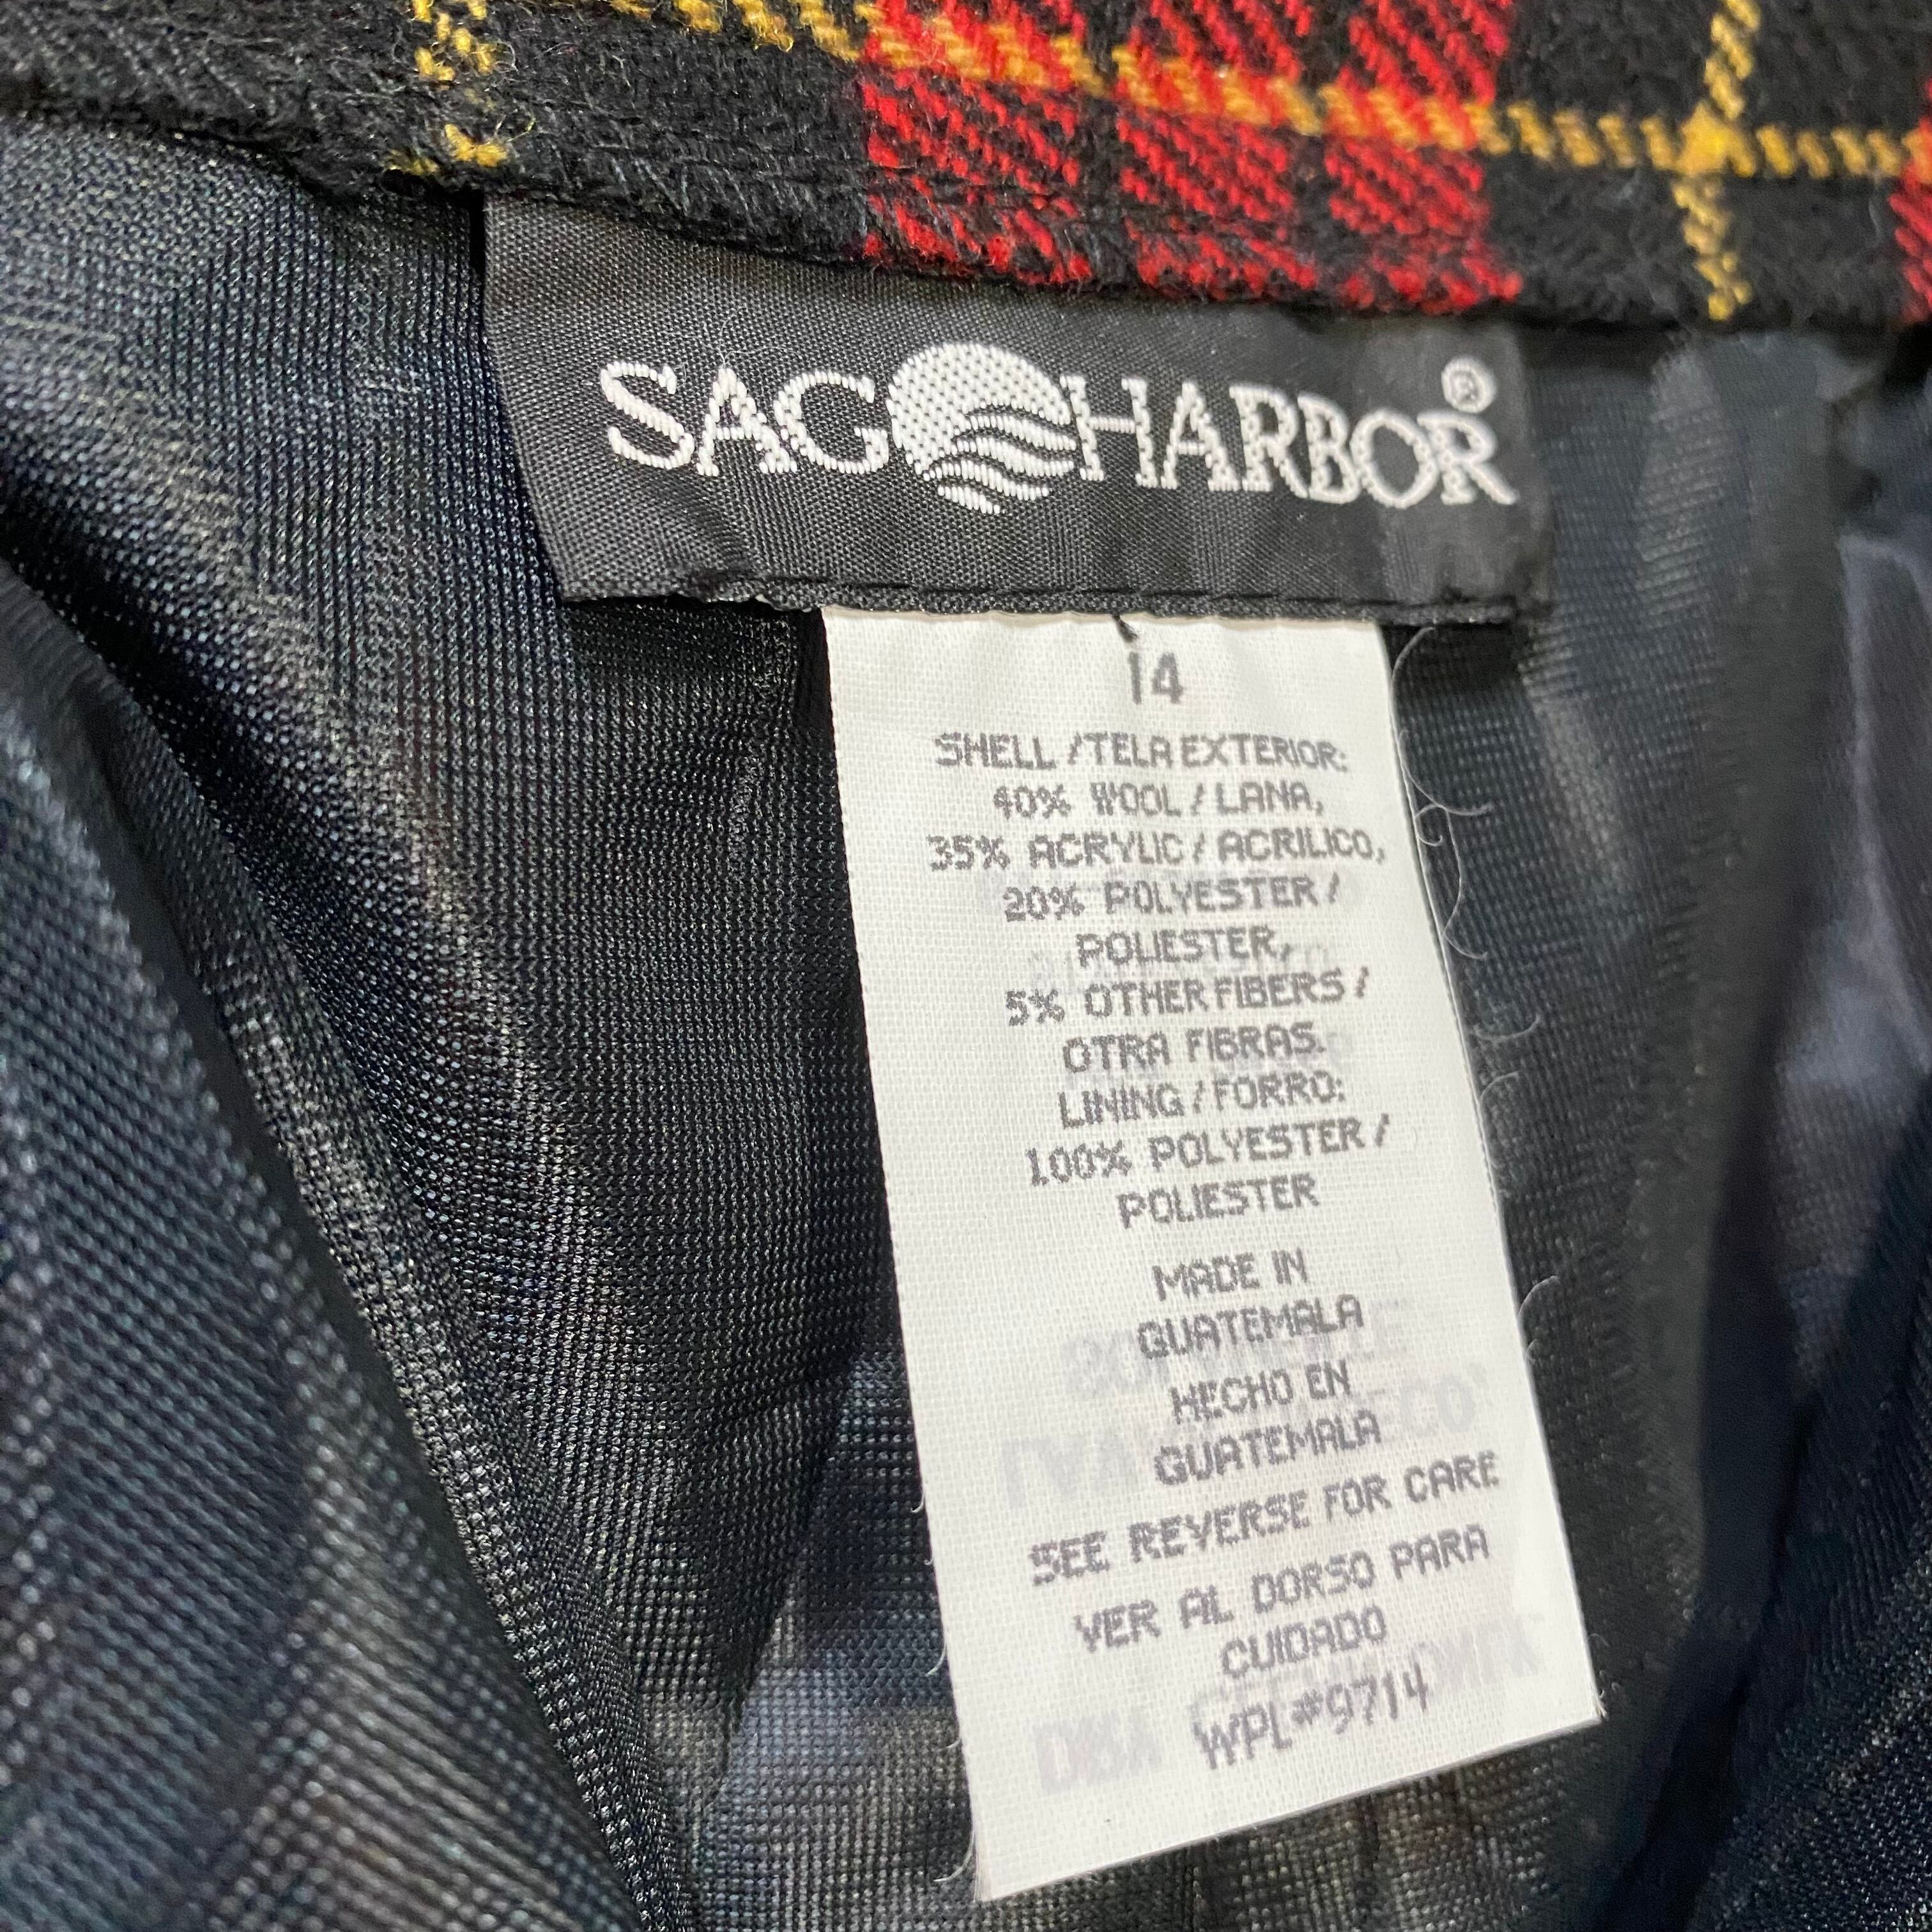 SAG HARBOR®
14
SHELL / TELA EXTERIOR:
40% WOOL / LANA,
35% ACRYLIC / ACRILICO,
20% POLYESTER /
POLIESTER,
5% OTHER FIBERS /
OTRA FIBRAS.
LINING / FORRO:
100% POLYESTER /
POLIESTER
MADE IN
GUATEMALA
HECHO EN
GUATEMALA
SEE REVERSE FOR CARE
VER AL DORSO PARA
CUIDADO
WPL#9714